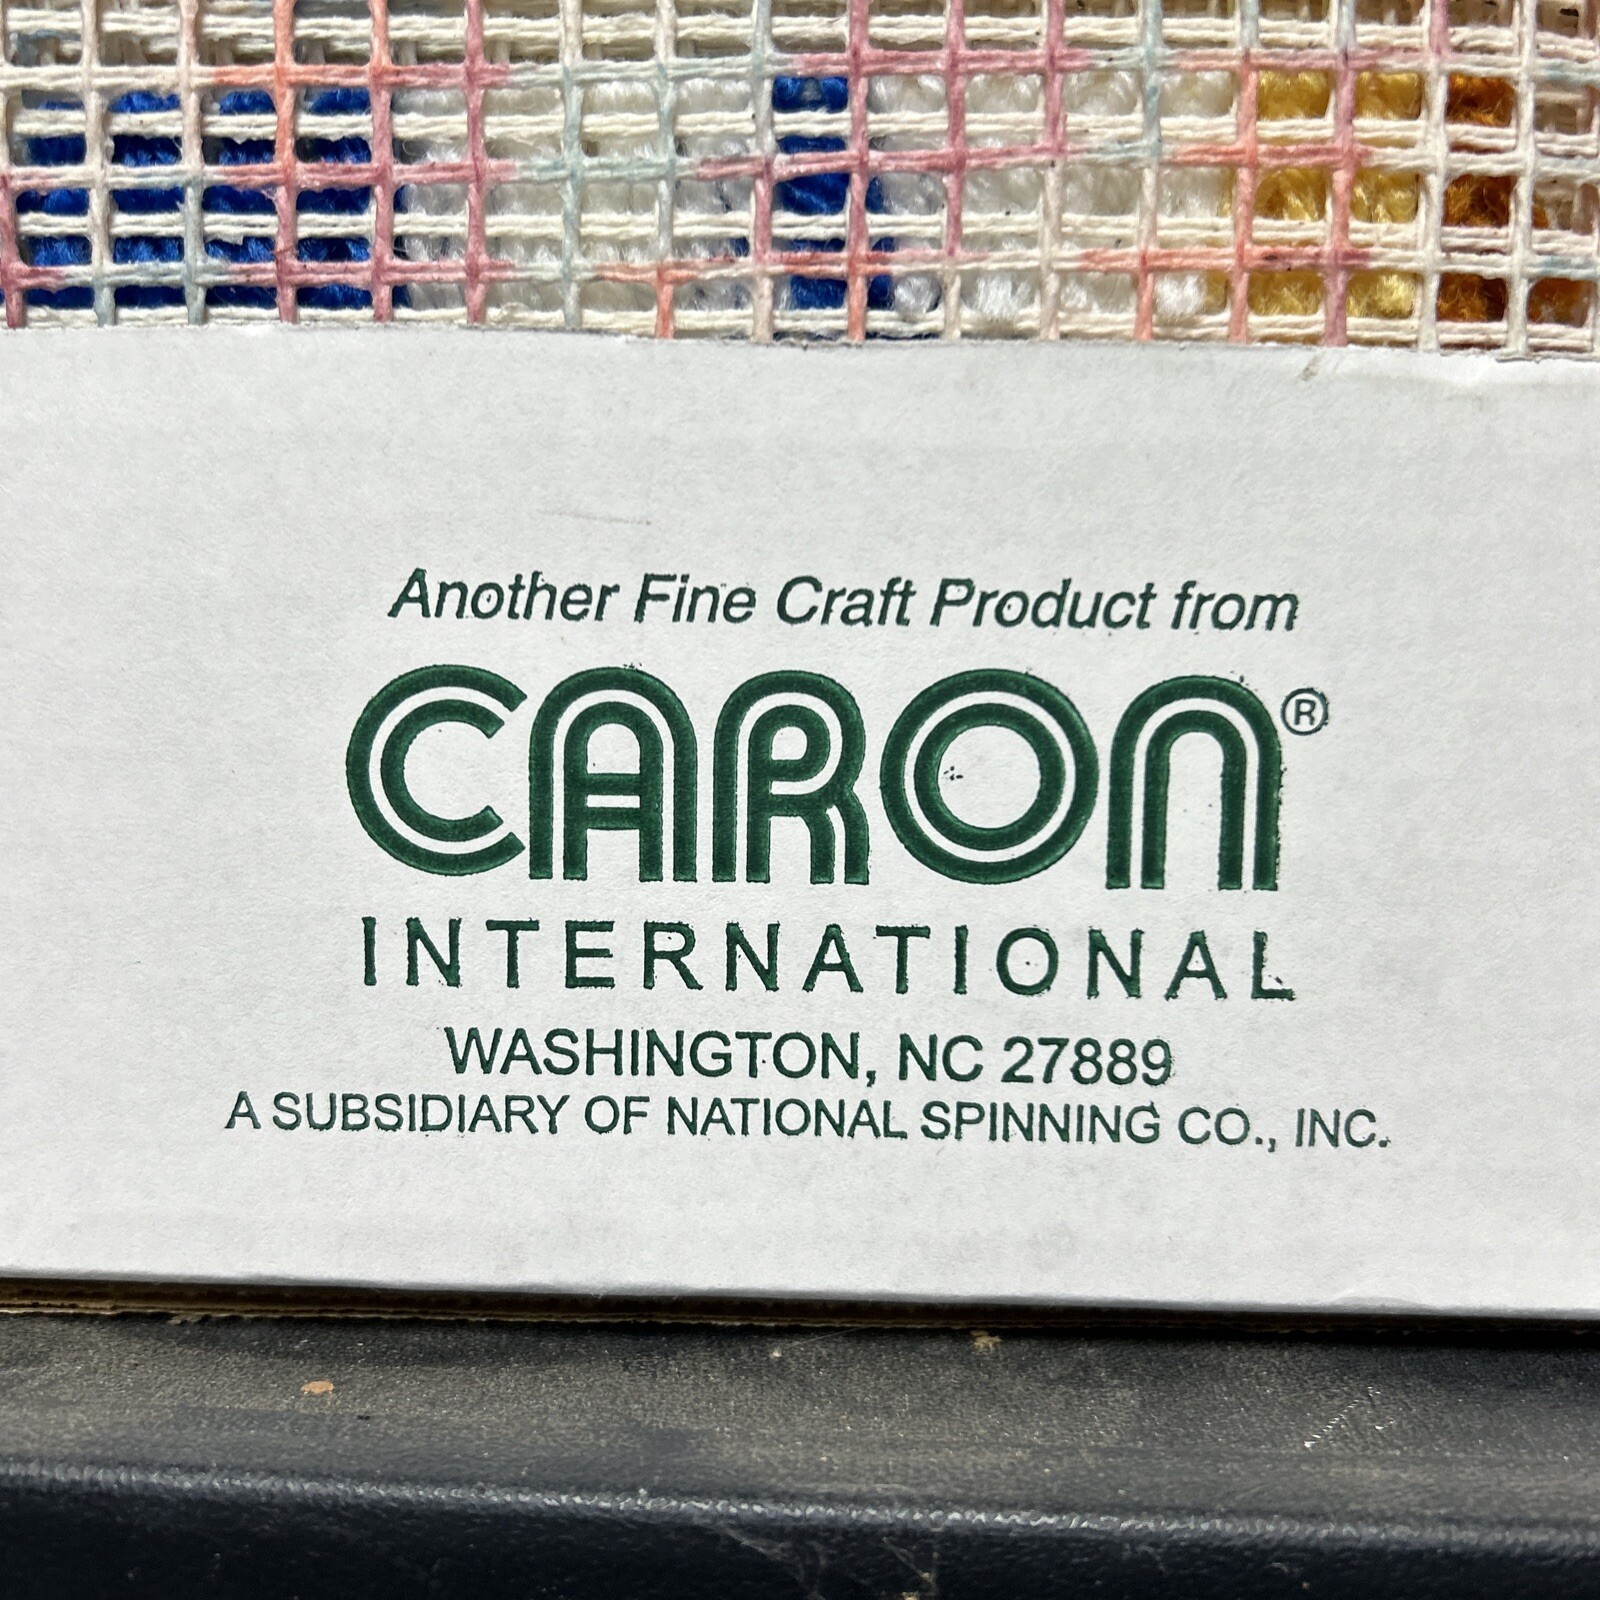 Another Fine Craft Product from
CARON®
INTERNATIONAL
WASHINGTON, NC 27889
A SUBSIDIARY OF NATIONAL SPINNING CO., INC.